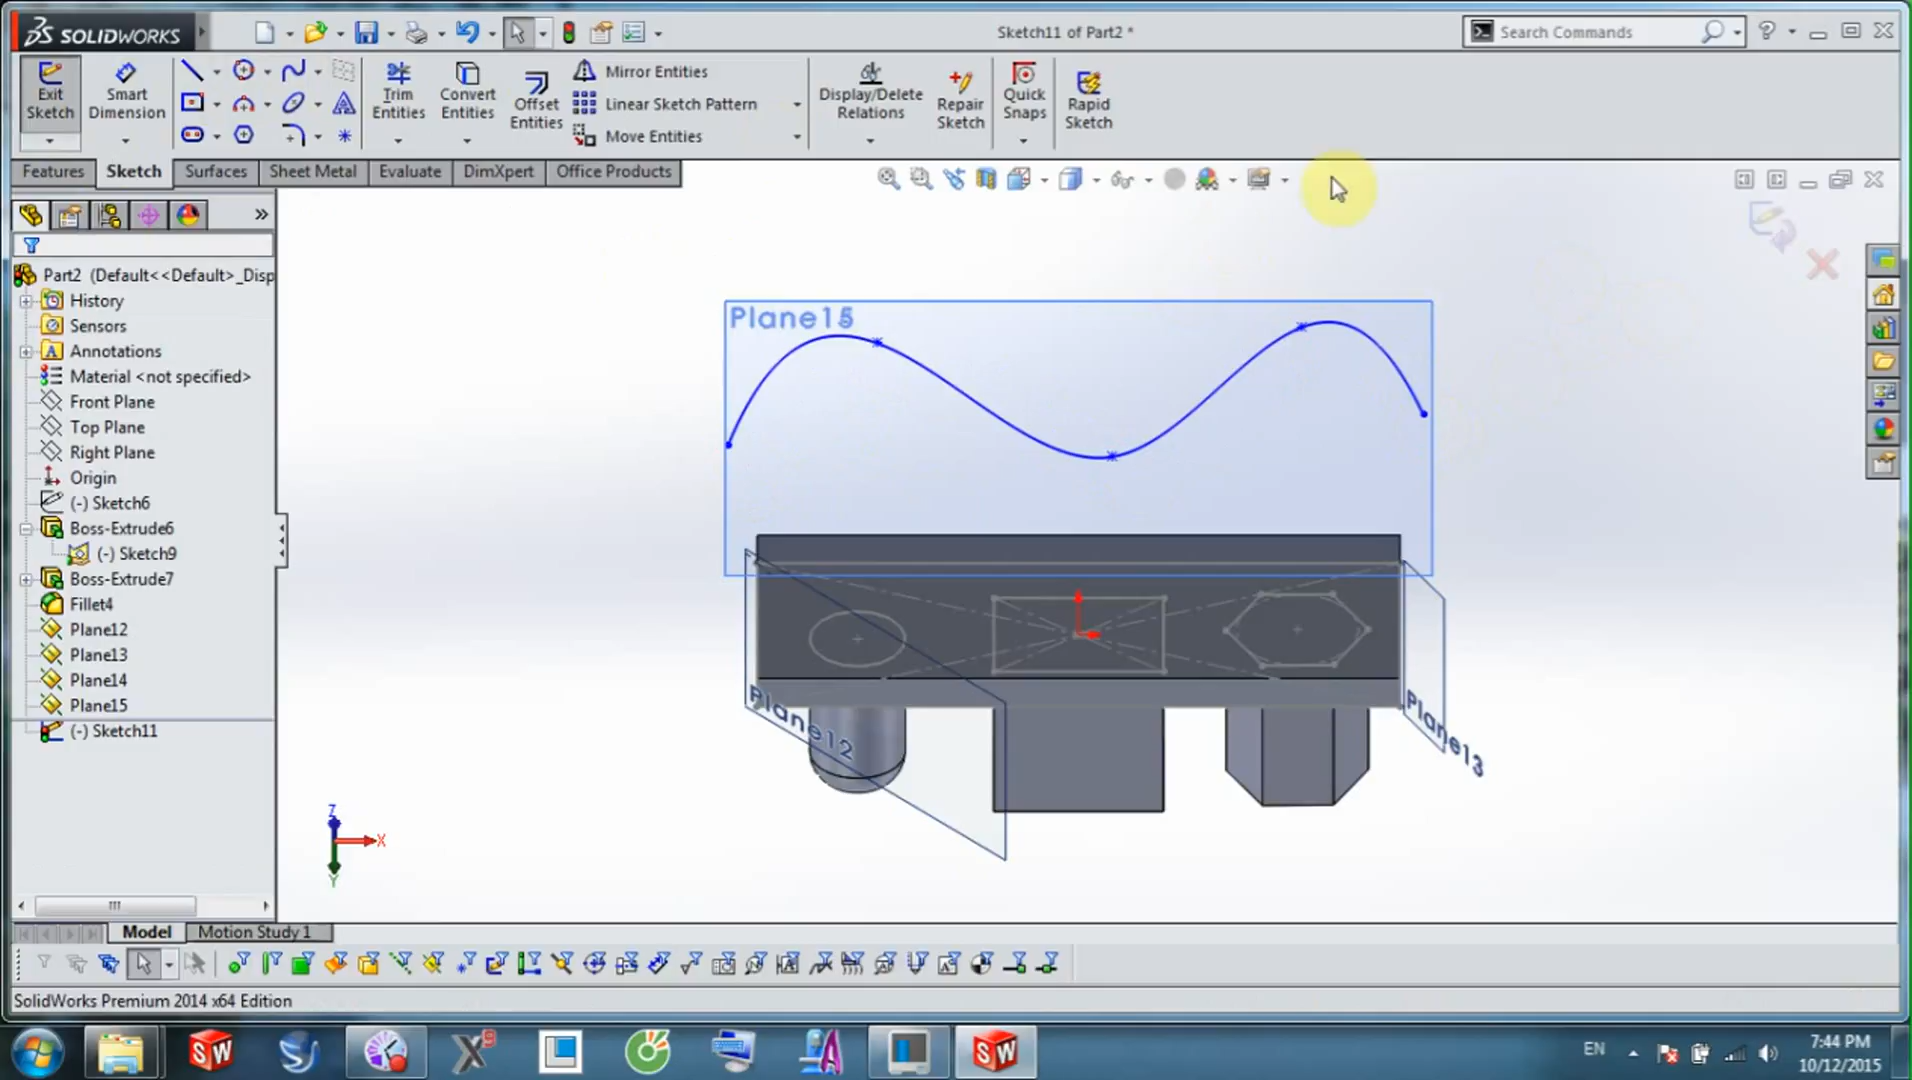 SOLIDWORKS
Sketch11 of Part2 *
Search Commands
Exit Sketch
Smart Dimension
Trim Entities
Convert Entities
Offset Entities
Mirror Entities
Linear Sketch Pattern
Move Entities
Display/Delete Relations
Repair Sketch
Quick Snaps
Rapid Sketch
Features
Sketch
Surfaces
Sheet Metal
Evaluate
DimXpert
Office Products
Part2 (Default<<Default>_Disp
History
Sensors
Annotations
Material <not specified>
Front Plane
Top Plane
Right Plane
Origin
(-) Sketch6
Boss-Extrude6
(-) Sketch9
Boss-Extrude7
Fillet4
Plane12
Plane13
Plane14
Plane15
(-) Sketch11
Plane15
Plane12
Plane13
Z
X
Y
Model
Motion Study 1
SolidWorks Premium 2014 x64 Edition
EN
7:44 PM
10/12/2015